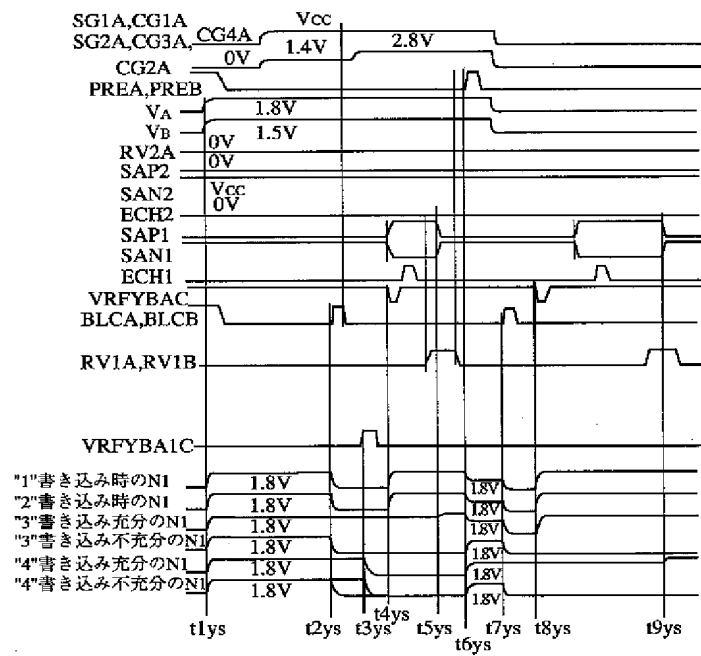 SG1A,CG1A
Vcc
SG2A,CG3A,CG4A
0V
1.4V
2.8V
CG2A
PREA,PREB
VA
1.8V
VB
1.5V
0V
RV2A
0V
SAP2
SAN2
Vcc
0V
ECH2
SAP1
SAN1
ECH1
VRFYBAC
BLCA,BLCB
RV1A,RV1B
VRFYBA1C
"1"書き込み時のN1
1.8V
1.8V
"2"書き込み時のN1
1.8V
1.8V
"3"書き込み充分のN1
1.8V
1.8V
"3"書き込み不充分のN1
1.8V
1.8V
"4"書き込み充分のN1
1.8V
1.8V
"4"書き込み不充分のN1
1.8V
1.8V
t1ys
t2ys
t3ys
t4ys
t5ys
t6ys
t7ys
t8ys
t9ys